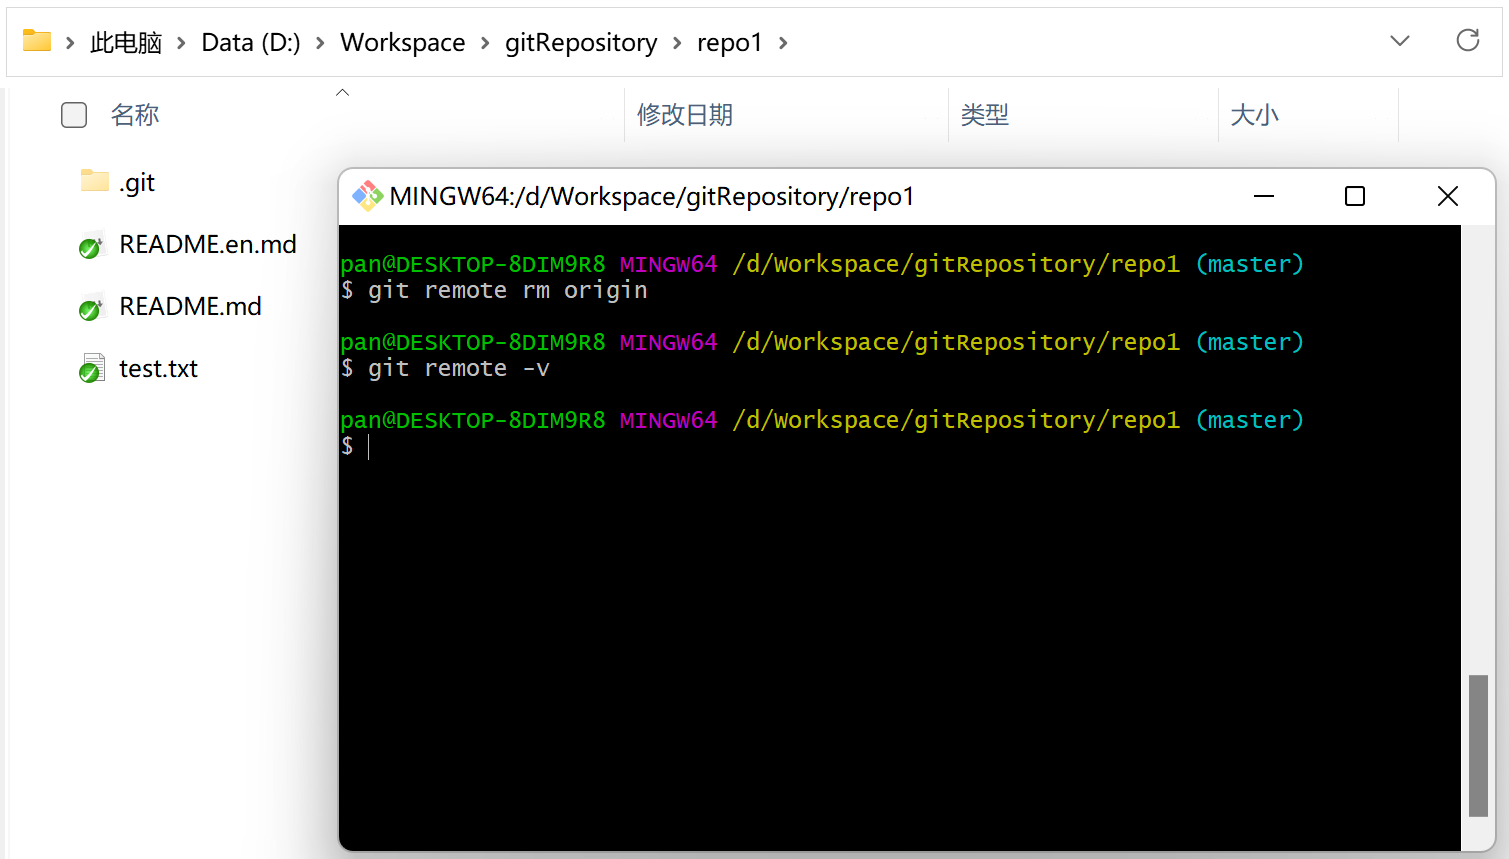 此电脑 > Data (D:) > Workspace > gitRepository > repo1 >
名称 修改日期 类型 大小
.git
README.en.md
README.md
test.txt
MINGW64:/d/Workspace/gitRepository/repo1
pan@DESKTOP-8DIM9R8 MINGW64 /d/Workspace/gitRepository/repo1 (master)
$ git remote rm origin
pan@DESKTOP-8DIM9R8 MINGW64 /d/Workspace/gitRepository/repo1 (master)
$ git remote -v
pan@DESKTOP-8DIM9R8 MINGW64 /d/Workspace/gitRepository/repo1 (master)
$